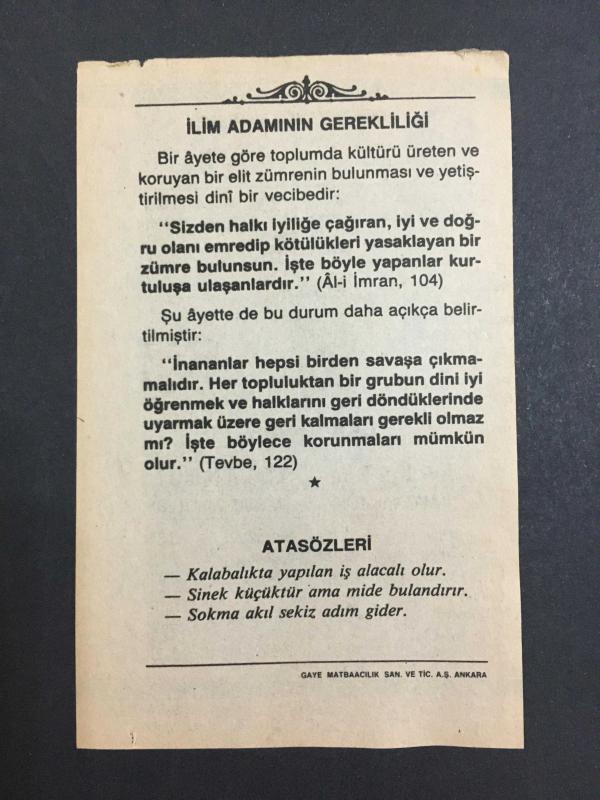 İLİM ADAMININ GEREKLİLİĞİ
Bir âyete göre toplumda kültürü üreten ve
koruyan bir elit zümrenin bulunması ve yetiş-
tirilmesi dinî bir vecibedir:
‘‘Sizden halkı iyiliğe çağıran, iyi ve doğ-
ru olanı emredip kötülükleri yasaklayan bir
zümre bulunsun. İşte böyle yapanlar kur-
tuluşa ulaşanlardır.’’ (Âl-i İmran, 104)
Şu âyette de bu durum daha açıkça belir-
tilmiştir:
‘‘İnananlar hepsi birden savaşa çıkma-
malıdır. Her topluluktan bir grubun dini iyi
öğrenmek ve halklarını geri döndüklerinde
uyarmak üzere geri kalmaları gerekli olmaz
mı? İşte böylece korunmaları mümkün
olur.’’ (Tevbe, 122)
ATASÖZLERİ
— Kalabalıkta yapılan iş alacalı olur.
— Sinek küçüktür ama mide bulandırır.
— Sokma akıl sekiz adım gider.
GAYE MATBAACILIK SAN. VE TİC. A.Ş. ANKARA